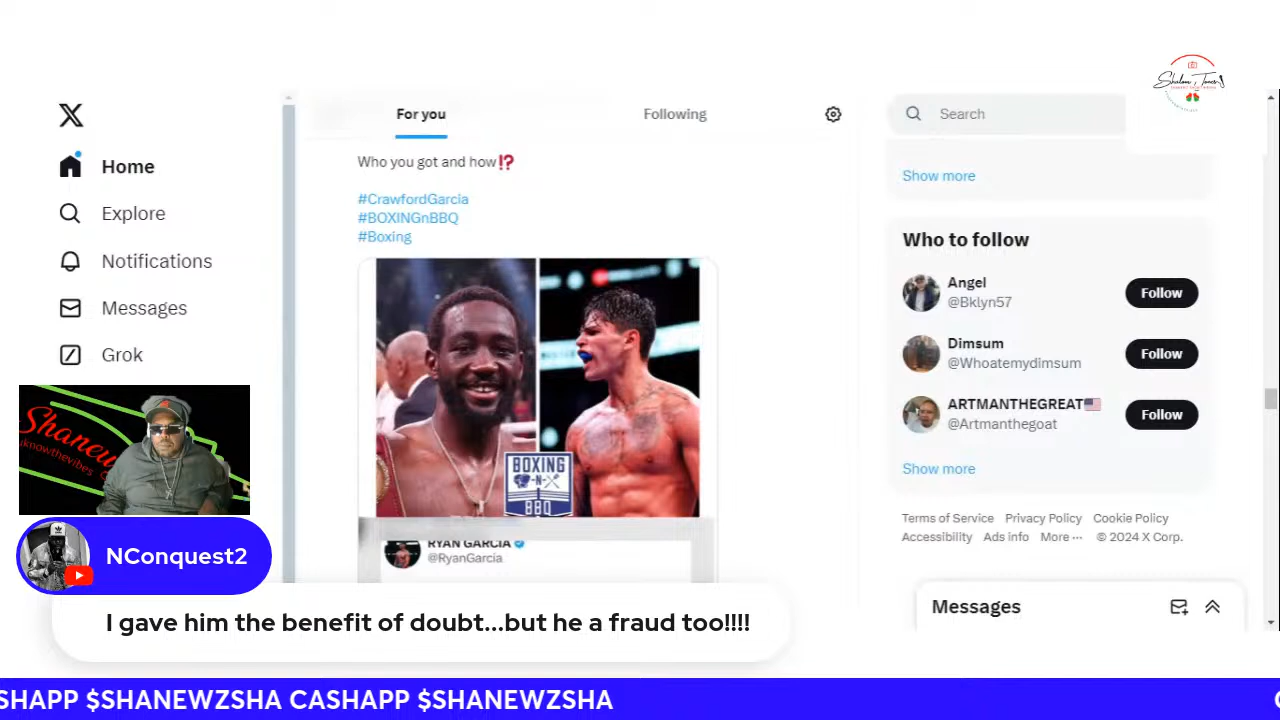 For you
Following
Search
Home
Explore
Notifications
Messages
Grok
Who you got and how⁉️
#CrawfordGarcia
#BOXINGnBBQ
#Boxing
BOXING
-N-
BBQ
RYAN GARCIA
@RyanGarcia
Show more
Who to follow
Angel
@Bklyn57
Follow
Dimsum
@Whoatemydimsum
Follow
ARTMANTHEGREAT🇺🇸
@Artmanthegoat
Follow
Show more
Terms of Service Privacy Policy Cookie Policy
Accessibility Ads info More ··· © 2024 X Corp.
Messages
Shanew
iknowthevibes
NConquest2
I gave him the benefit of doubt...but he a fraud too!!!!
SHAPP $SHANEWZSHA CASHAPP $SHANEWZSHA